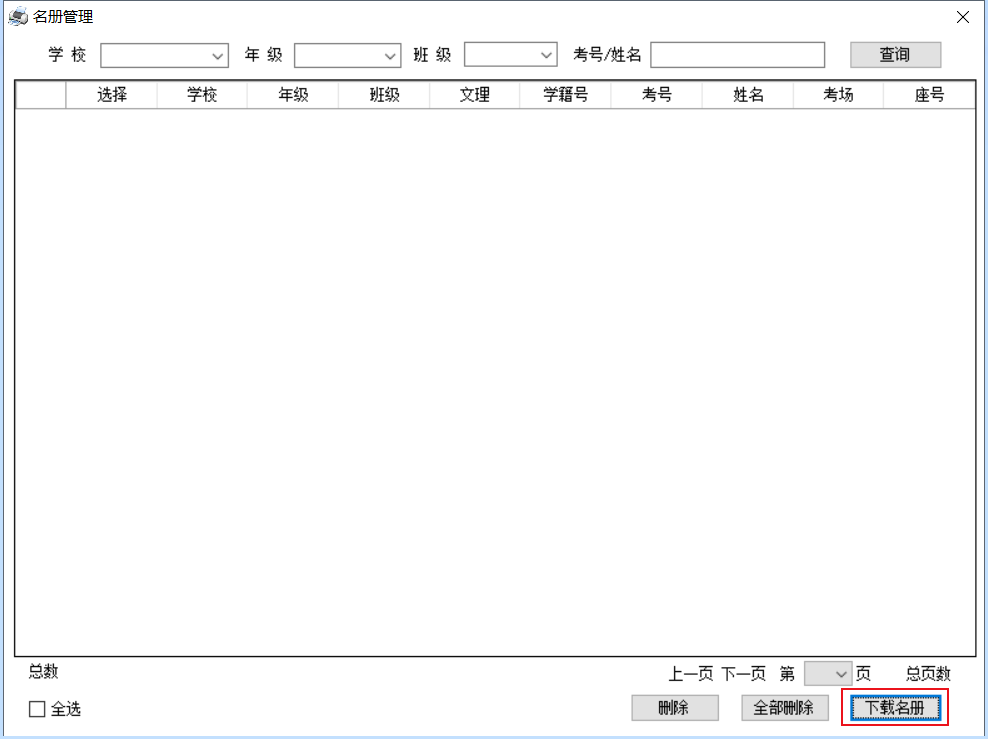 名册管理
学 校 年 级 班 级 考号/姓名 查询
选择 学校 年级 班级 文理 学籍号 考号 姓名 考场 座号
总数 上一页 下一页 第 页 总页数
全选 删除 全部删除 下载名册